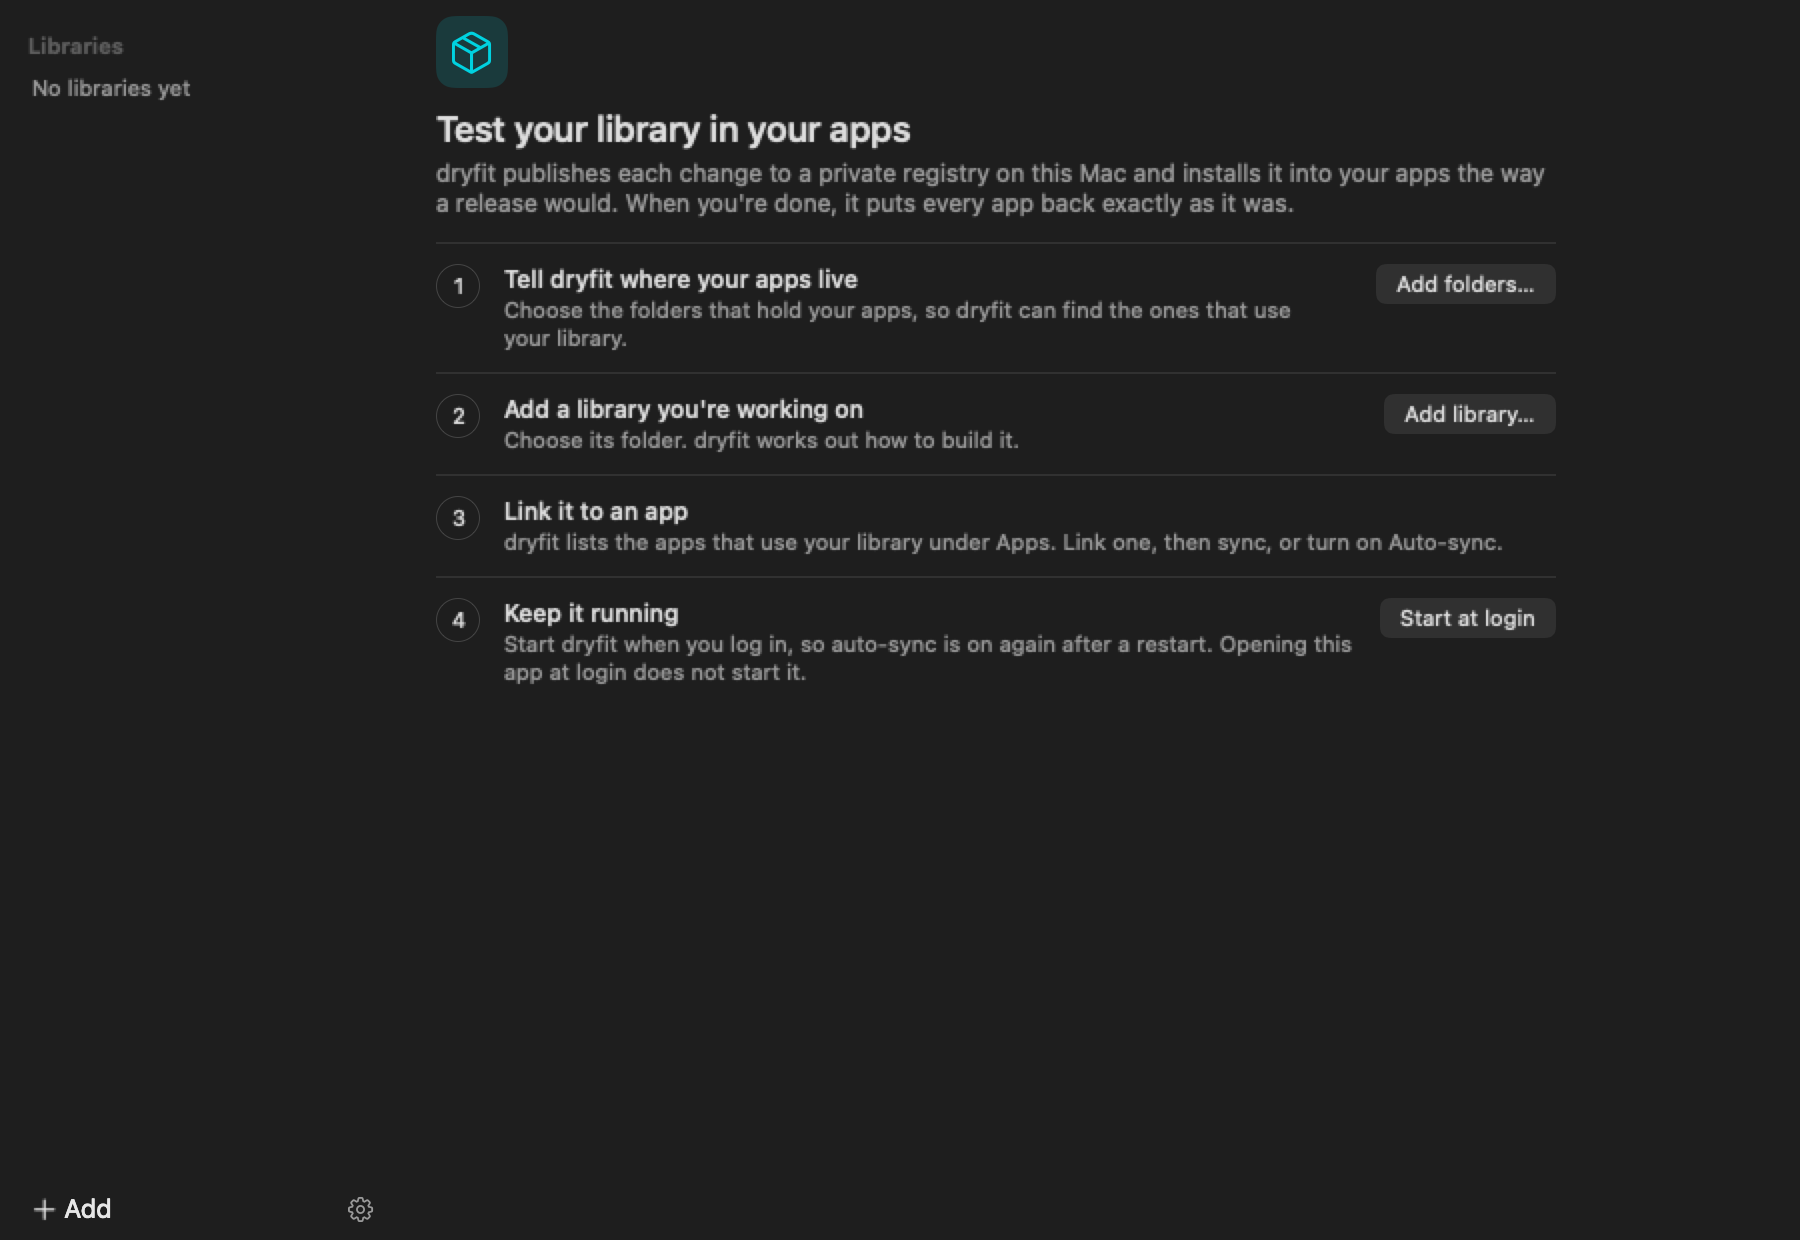 Libraries
No libraries yet
Test your library in your apps
dryfit publishes each change to a private registry on this Mac and installs it into your apps the way
a release would. When you're done, it puts every app back exactly as it was.
1
Tell dryfit where your apps live
Choose the folders that hold your apps, so dryfit can find the ones that use
your library.
Add folders...
2
Add a library you're working on
Choose its folder. dryfit works out how to build it.
Add library...
3
Link it to an app
dryfit lists the apps that use your library under Apps. Link one, then sync, or turn on Auto-sync.
4
Keep it running
Start dryfit when you log in, so auto-sync is on again after a restart. Opening this
app at login does not start it.
Start at login
+ Add